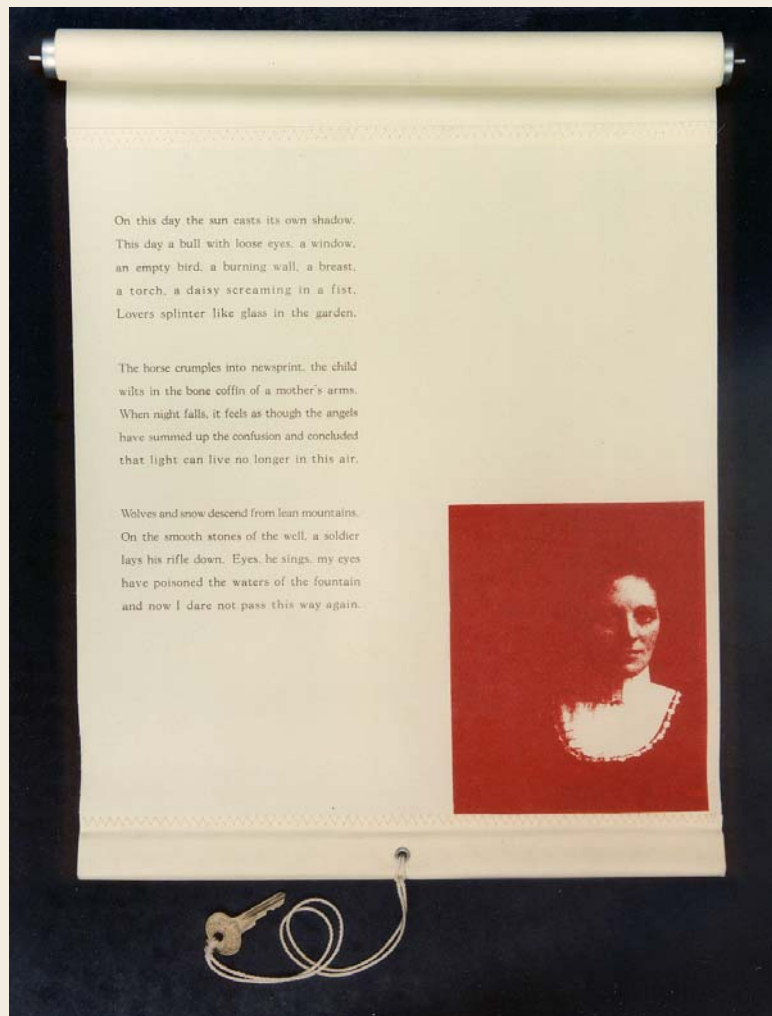 On this day the sun casts its own shadow.
This day a bull with loose eyes, a window,
an empty bird, a burning wall, a breast,
a torch, a daisy screaming in a fist,
Lovers splinter like glass in the garden.
The horse crumples into newsprint, the child
wilts in the bone coffin of a mother's arms.
When night falls, it feels as though the angels
have summed up the confusion and concluded
that light can live no longer in this air.
Wolves and snow descend from lean mountains.
On the smooth stones of the well, a soldier
lays his rifle down. Eyes, he sings, my eyes
have poisoned the waters of the fountain
and now I dare not pass this way again.